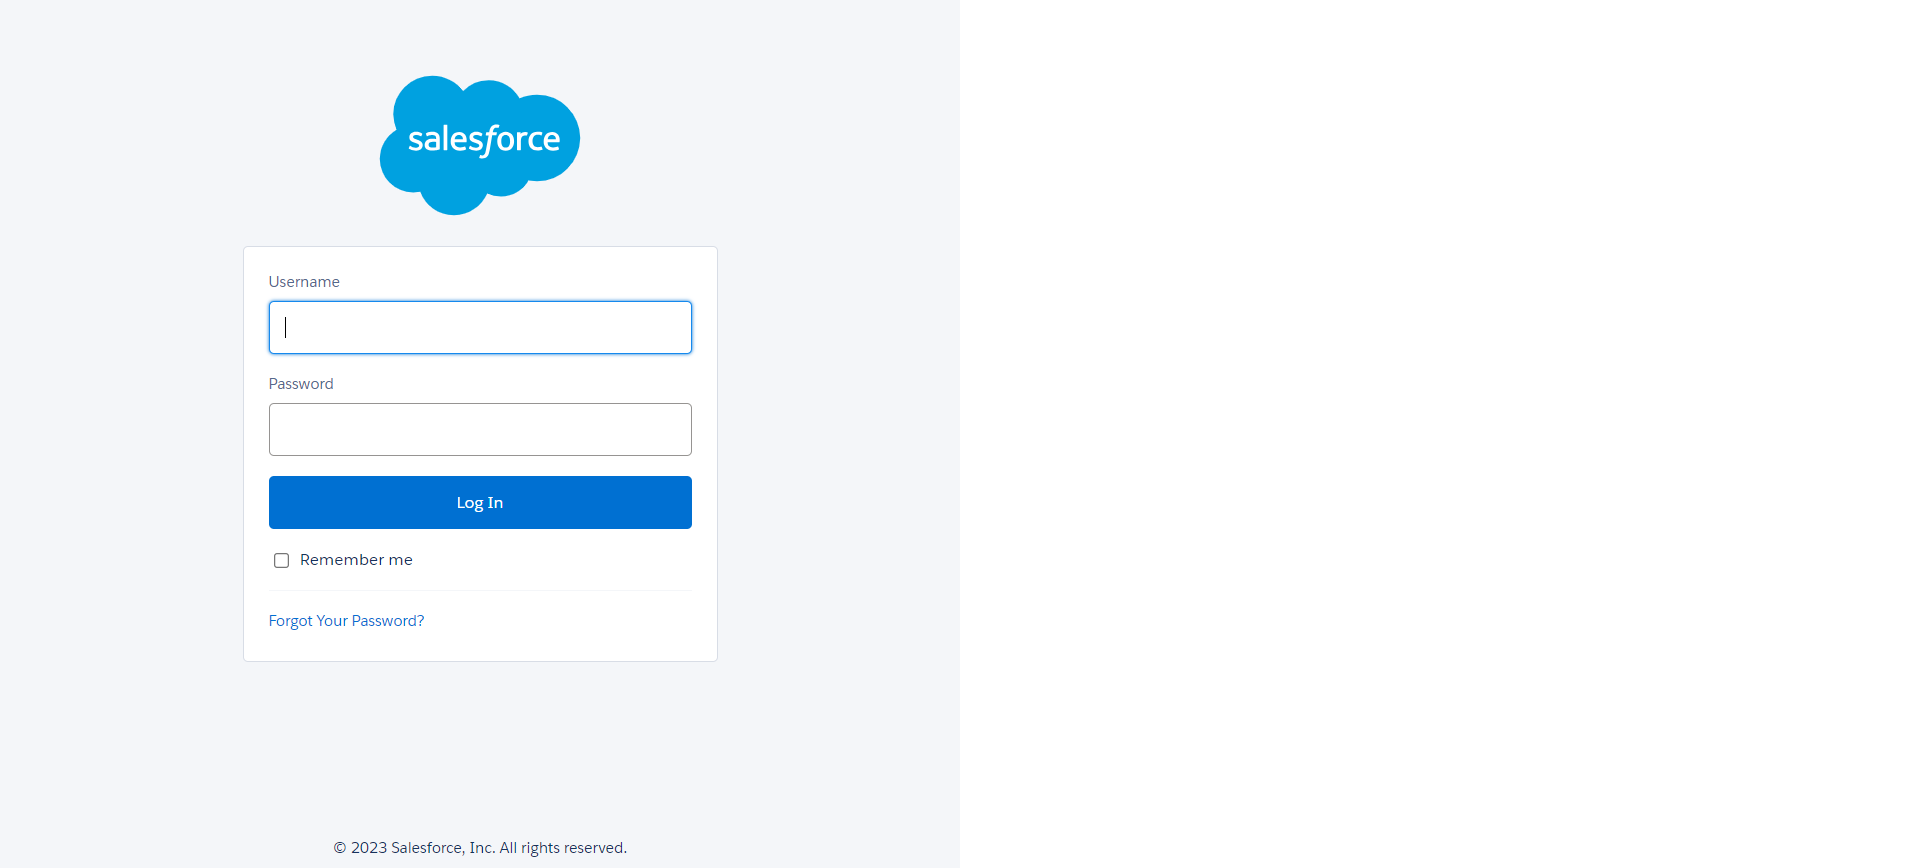 salesforce
Username
Password
Log In
Remember me
Forgot Your Password?
© 2023 Salesforce, Inc. All rights reserved.